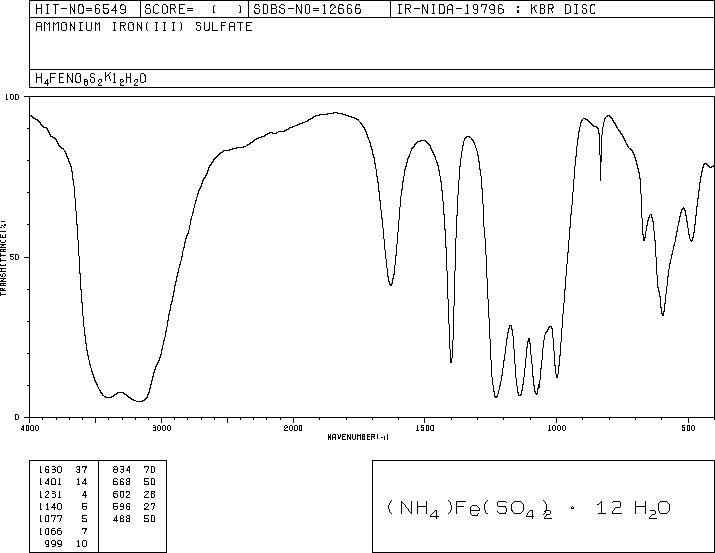 HIT-NO=6549 SCORE= ( ) SDBS-NO=12666 IR-NIDA-19796 : KBR DISC
AMMONIUM IRON(III) SULFATE
H4FENO8S2K12H2O
100
50
0
TRANSMITTANCE(%)
4000 3000 2000 1500 1000 500
WAVENUMBER(-1)
1630 37 834 70
1401 14 668 50
1231 4 602 28
1140 5 596 27
1077 5 488 50
1066 7
999 10
(NH4)Fe(SO4)2 · 12 H2O